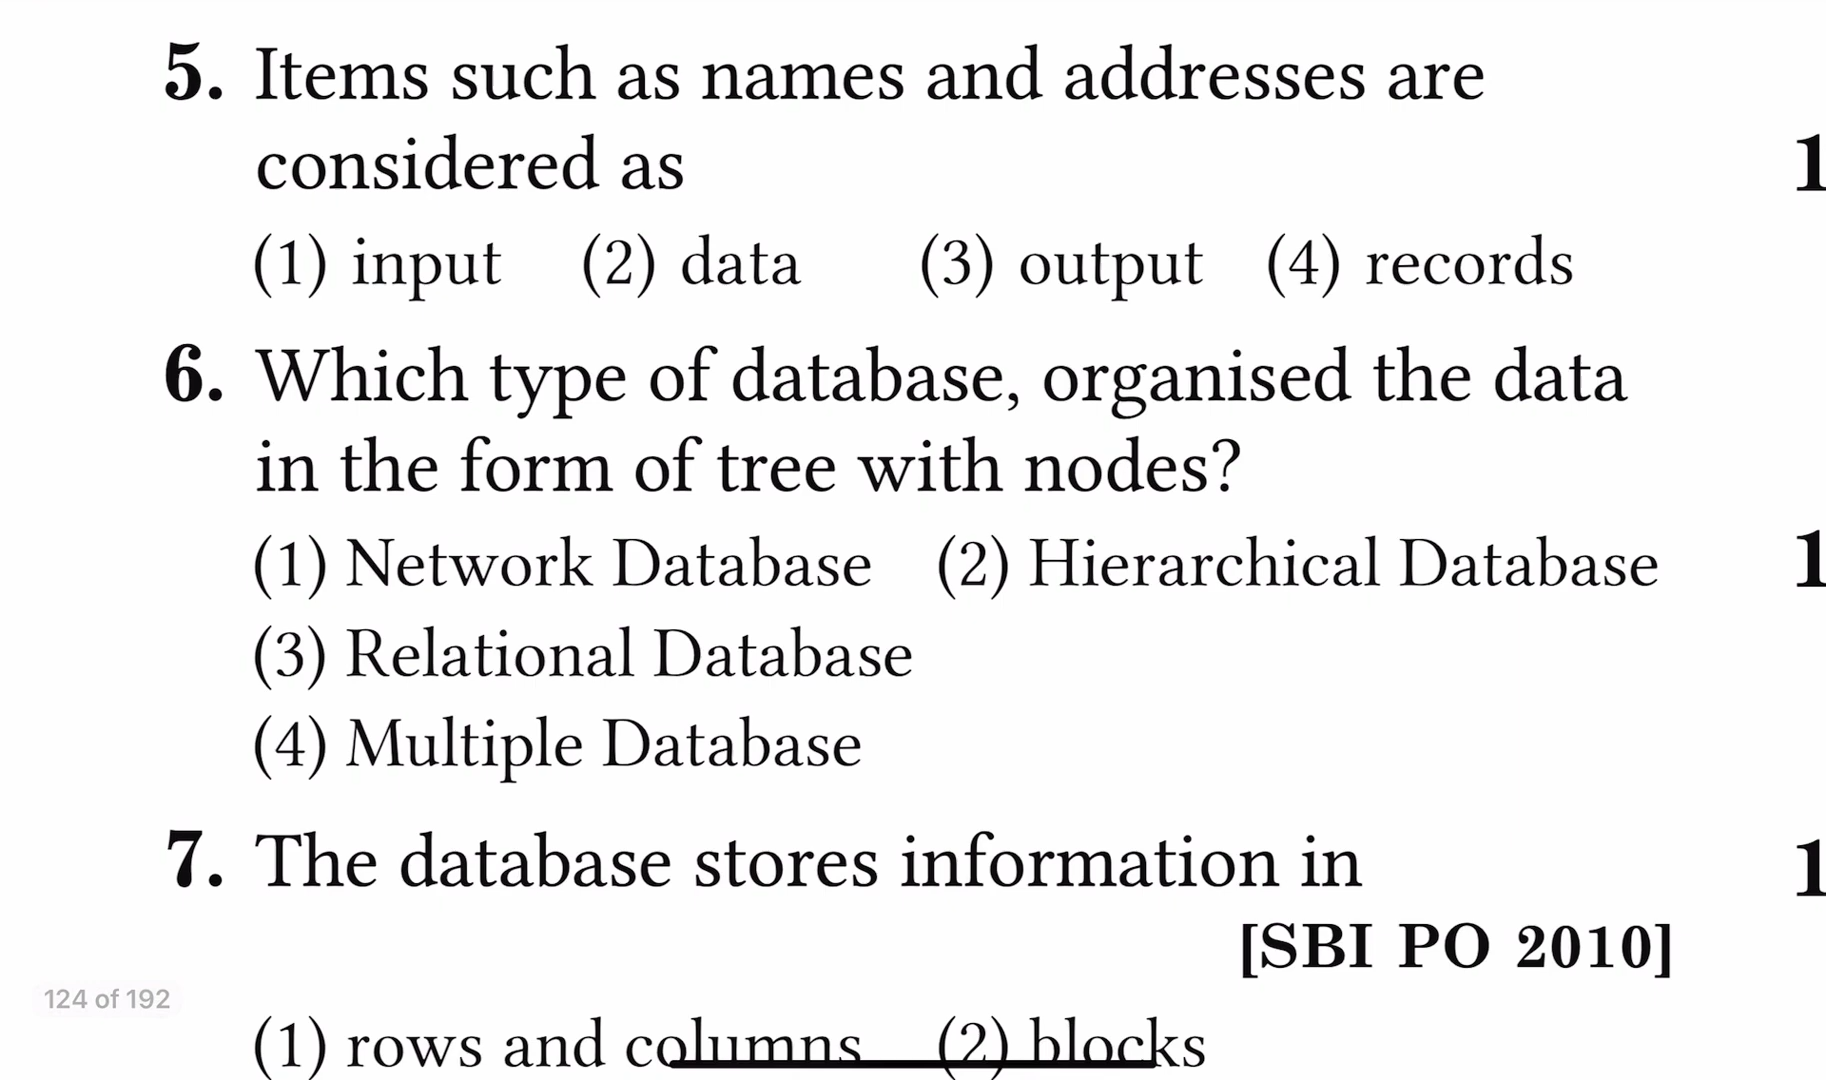 5. Items such as names and addresses are
considered as
(1) input (2) data (3) output (4) records
6. Which type of database, organised the data
in the form of tree with nodes?
(1) Network Database (2) Hierarchical Database
(3) Relational Database
(4) Multiple Database
7. The database stores information in
[SBI PO 2010]
(1) rows and columns (2) blocks
124 of 192
1
1
1